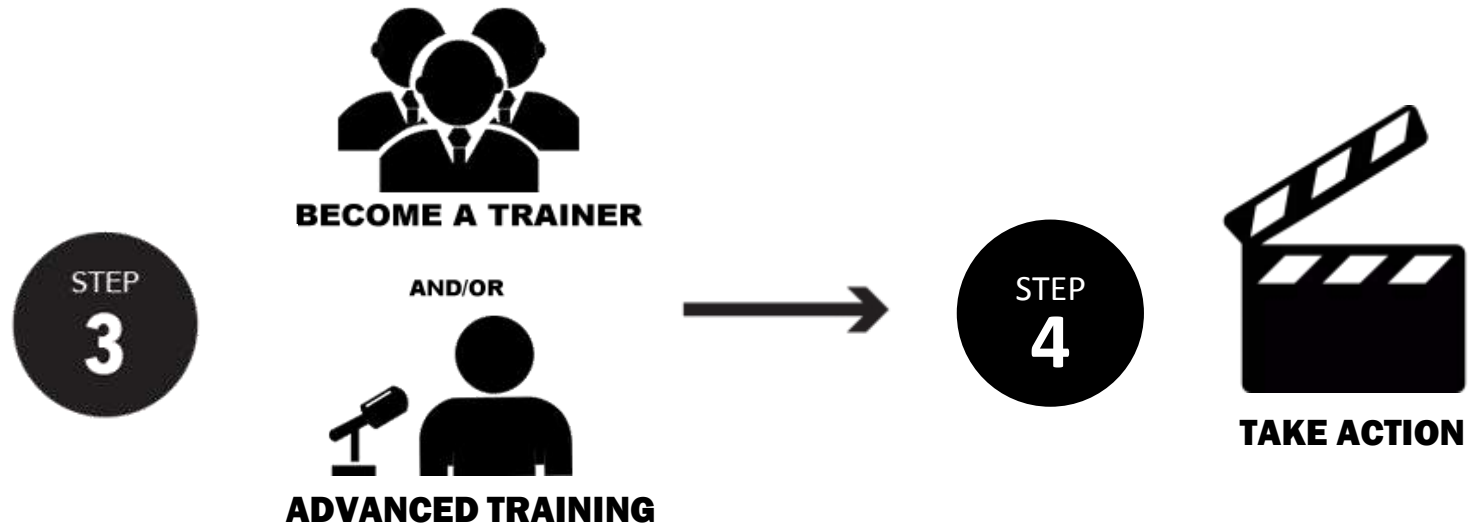 STEP
3
BECOME A TRAINER
AND/OR
ADVANCED TRAINING
STEP
4
TAKE ACTION